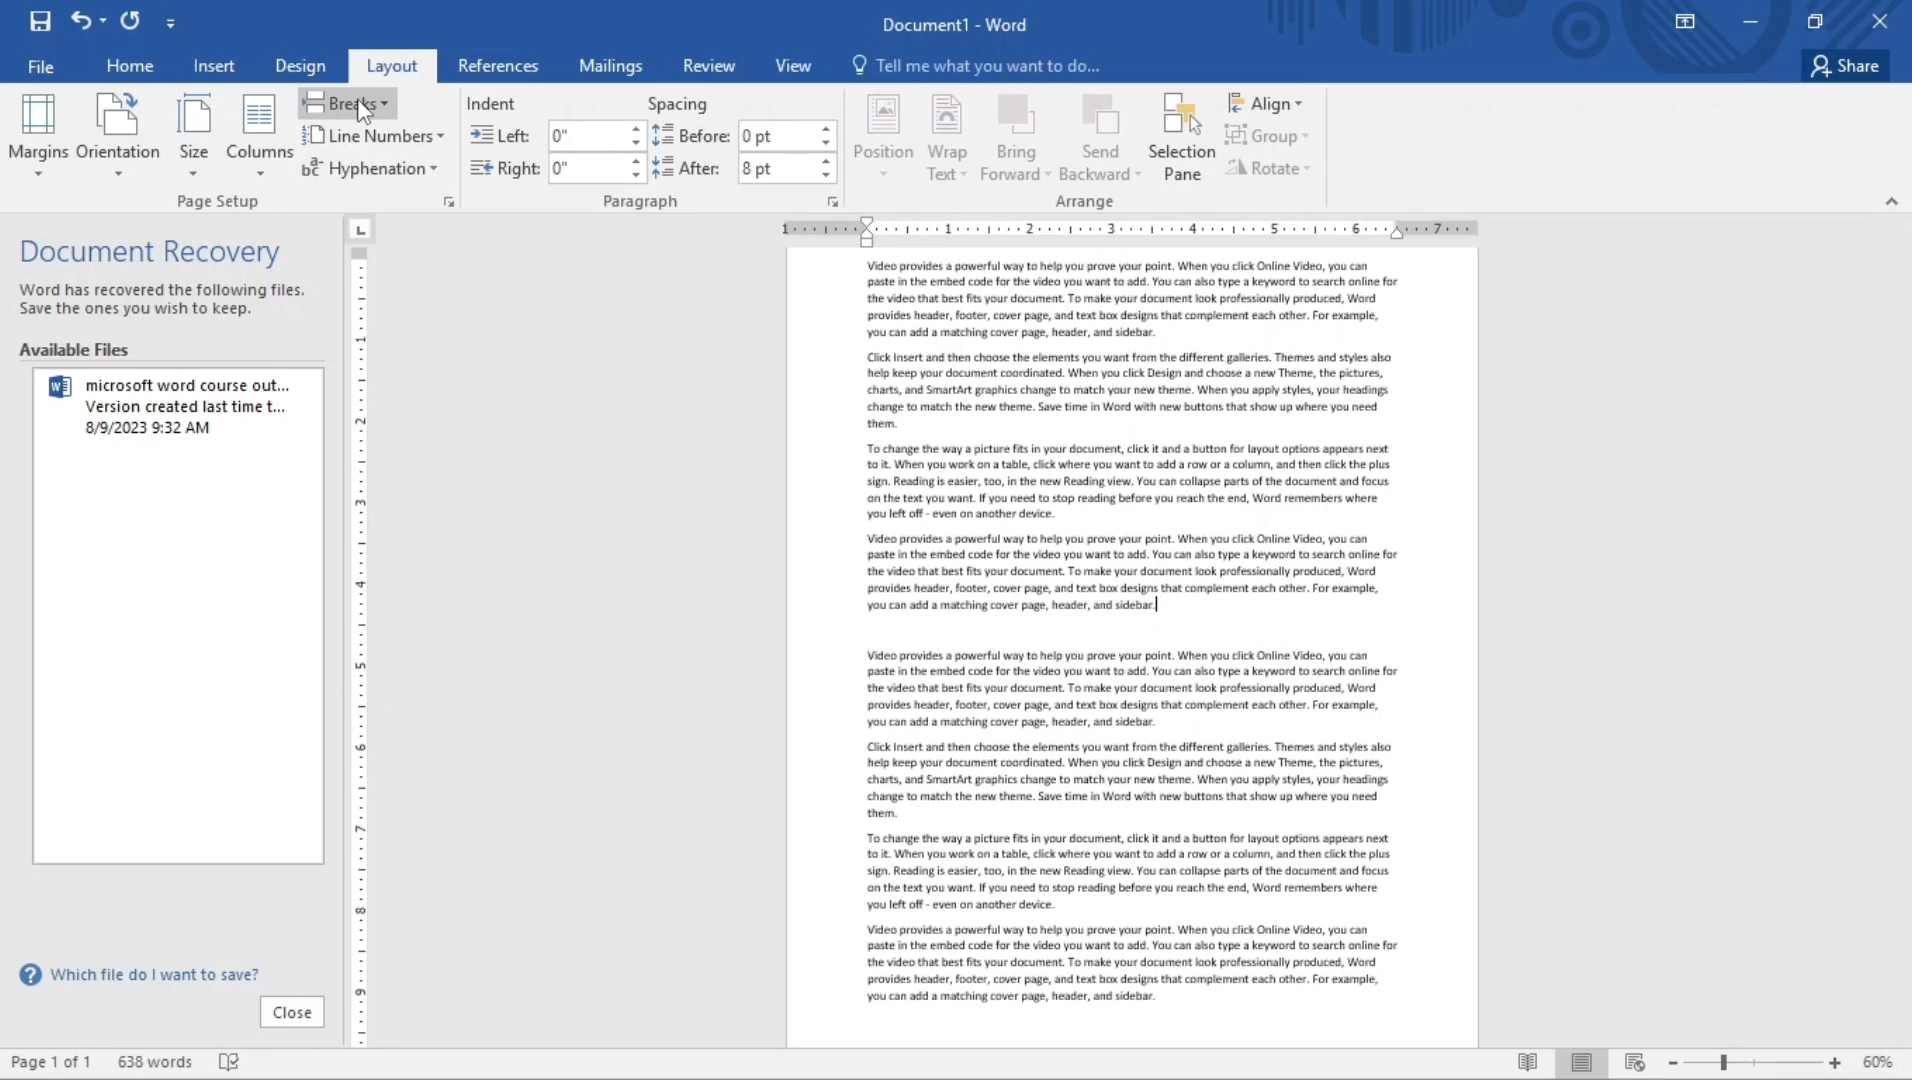 Document1 - Word
File Home Insert Design Layout References Mailings Review View Tell me what you want to do... Share
Margins Orientation Size Columns
Breaks
Line Numbers
Hyphenation
Page Setup
Indent Spacing
Left: 0" Before: 0 pt
Right: 0" After: 8 pt
Paragraph
Position Wrap Text Bring Forward Send Backward Selection Pane
Align
Group
Rotate
Arrange
Document Recovery
Word has recovered the following files.
Save the ones you wish to keep.
Available Files
microsoft word course out...
Version created last time t...
8/9/2023 9:32 AM
Which file do I want to save?
Close
L
1 1 2 3 4 5 6 7
1
2
3
4
5
6
7
8
9
Video provides a powerful way to help you prove your point. When you click Online Video, you can
paste in the embed code for the video you want to add. You can also type a keyword to search online for
the video that best fits your document. To make your document look professionally produced, Word
provides header, footer, cover page, and text box designs that complement each other. For example,
you can add a matching cover page, header, and sidebar.
Click Insert and then choose the elements you want from the different galleries. Themes and styles also
help keep your document coordinated. When you click Design and choose a new Theme, the pictures,
charts, and SmartArt graphics change to match your new theme. When you apply styles, your headings
change to match the new theme. Save time in Word with new buttons that show up where you need
them.
To change the way a picture fits in your document, click it and a button for layout options appears next
to it. When you work on a table, click where you want to add a row or a column, and then click the plus
sign. Reading is easier, too, in the new Reading view. You can collapse parts of the document and focus
on the text you want. If you need to stop reading before you reach the end, Word remembers where
you left off - even on another device.
Video provides a powerful way to help you prove your point. When you click Online Video, you can
paste in the embed code for the video you want to add. You can also type a keyword to search online for
the video that best fits your document. To make your document look professionally produced, Word
provides header, footer, cover page, and text box designs that complement each other. For example,
you can add a matching cover page, header, and sidebar.
Video provides a powerful way to help you prove your point. When you click Online Video, you can
paste in the embed code for the video you want to add. You can also type a keyword to search online for
the video that best fits your document. To make your document look professionally produced, Word
provides header, footer, cover page, and text box designs that complement each other. For example,
you can add a matching cover page, header, and sidebar.
Click Insert and then choose the elements you want from the different galleries. Themes and styles also
help keep your document coordinated. When you click Design and choose a new Theme, the pictures,
charts, and SmartArt graphics change to match your new theme. When you apply styles, your headings
change to match the new theme. Save time in Word with new buttons that show up where you need
them.
To change the way a picture fits in your document, click it and a button for layout options appears next
to it. When you work on a table, click where you want to add a row or a column, and then click the plus
sign. Reading is easier, too, in the new Reading view. You can collapse parts of the document and focus
on the text you want. If you need to stop reading before you reach the end, Word remembers where
you left off - even on another device.
Video provides a powerful way to help you prove your point. When you click Online Video, you can
paste in the embed code for the video you want to add. You can also type a keyword to search online for
the video that best fits your document. To make your document look professionally produced, Word
provides header, footer, cover page, and text box designs that complement each other. For example,
you can add a matching cover page, header, and sidebar.
Page 1 of 1 638 words 60%